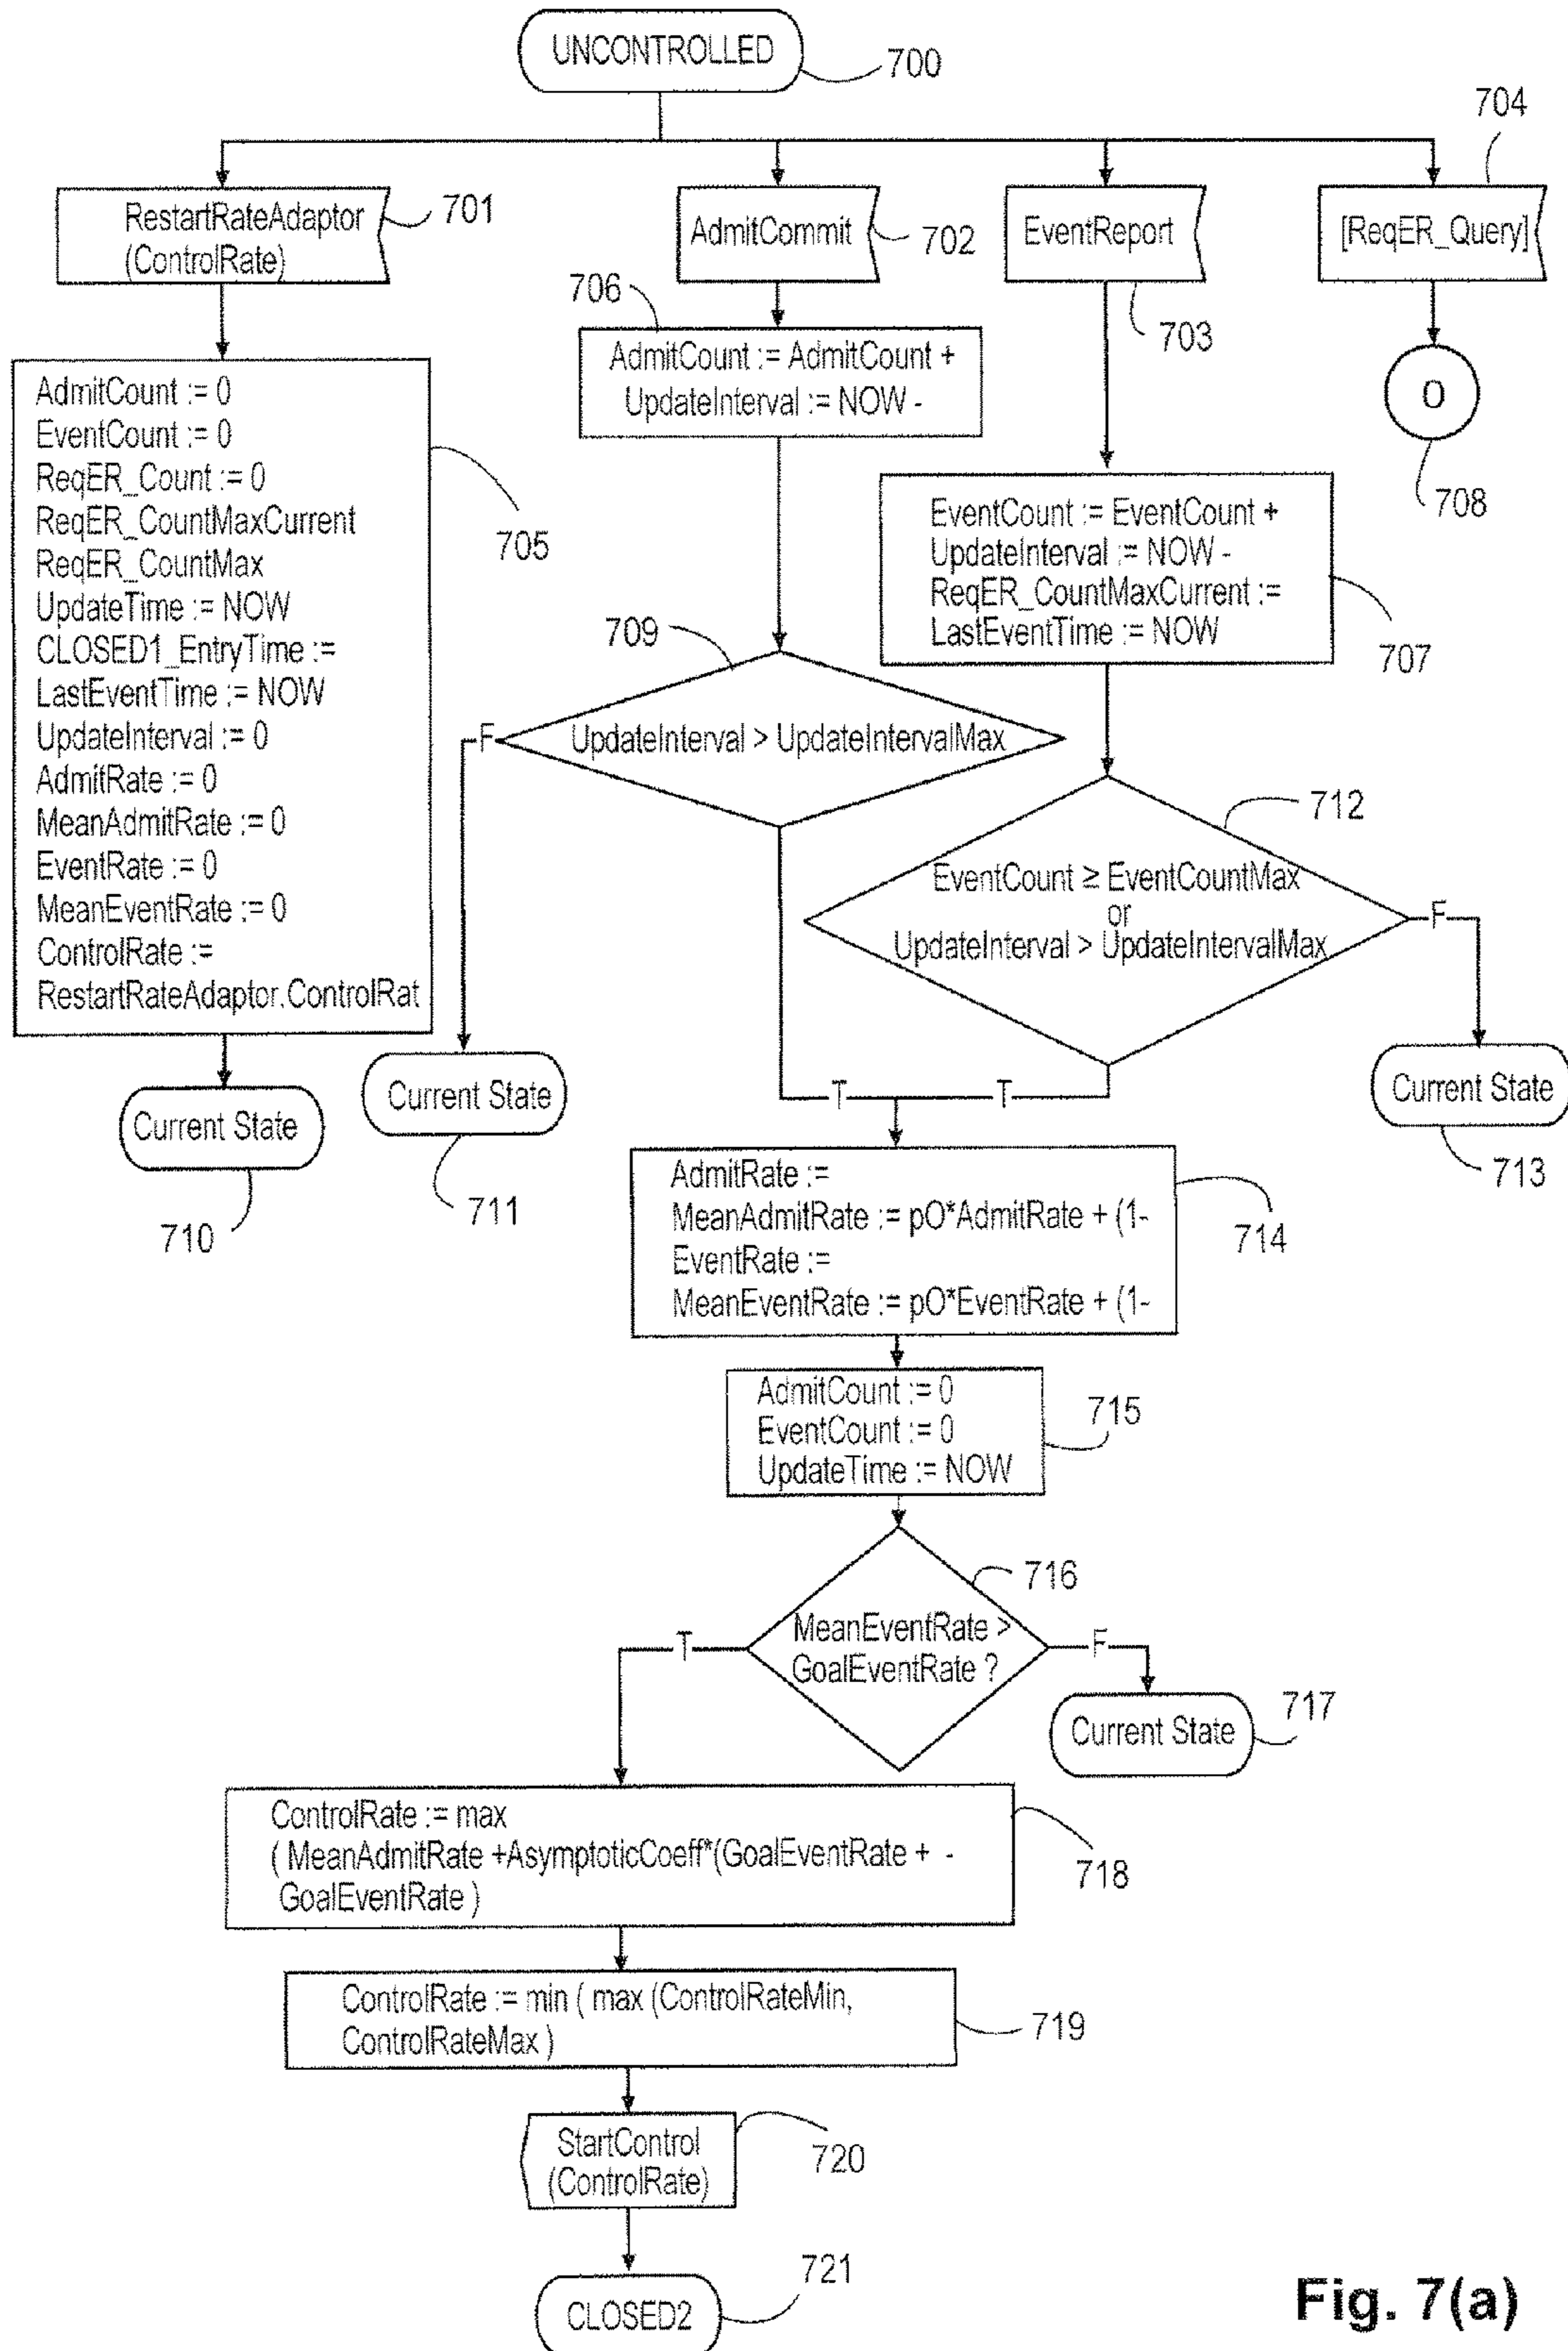 UNCONTROLLED
700
704
RestartRateAdaptor
(ControlRate)
701
AdmitCommit
702
EventReport
703
[ReqER_Query]
706
AdmitCount := AdmitCount +
UpdateInterval := NOW -
O
708
AdmitCount := 0
EventCount := 0
ReqER_Count := 0
ReqER_CountMaxCurrent
ReqER_CountMax
UpdateTime := NOW
CLOSED1_EntryTime :=
LastEventTime := NOW
UpdateInterval := 0
AdmitRate := 0
MeanAdmitRate := 0
EventRate := 0
MeanEventRate := 0
ControlRate :=
RestartRateAdaptor.ControlRat
705
EventCount := EventCount +
UpdateInterval := NOW -
ReqER_CountMaxCurrent :=
LastEventTime := NOW
707
709
F
UpdateInterval > UpdateIntervalMax
712
EventCount ≥ EventCountMax
or
UpdateInterval > UpdateIntervalMax
F
Current State
710
Current State
711
T
T
Current State
713
AdmitRate :=
MeanAdmitRate := pO*AdmitRate + (1-
EventRate :=
MeanEventRate := pO*EventRate + (1-
714
AdmitCount := 0
EventCount := 0
UpdateTime := NOW
715
716
T
MeanEventRate >
GoalEventRate ?
F
Current State
717
ControlRate := max
( MeanAdmitRate +AsymptoticCoeff*(GoalEventRate + -
GoalEventRate )
718
ControlRate := min ( max (ControlRateMin,
ControlRateMax )
719
StartControl
(ControlRate)
720
CLOSED2
721
Fig. 7(a)